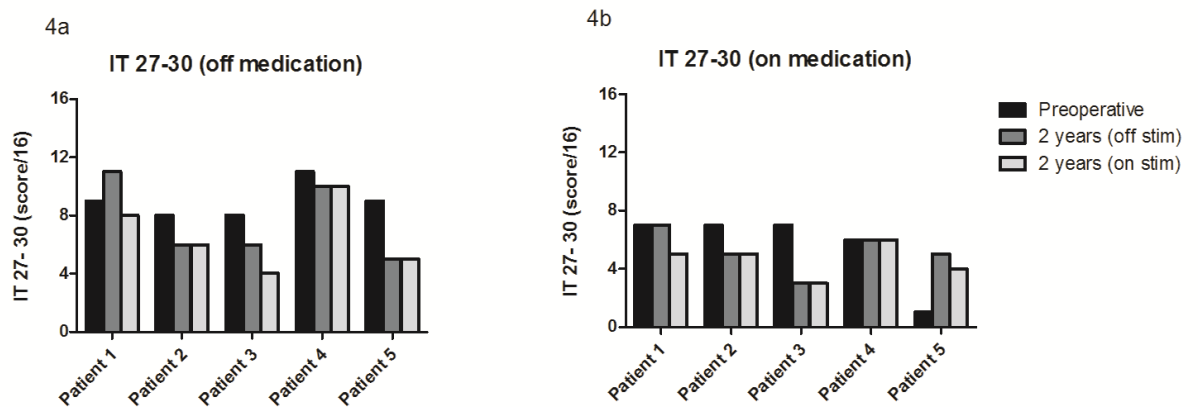 4a
IT 27-30 (off medication)
IT 27- 30 (score/16)
16
12
8
4
0
Patient 1
Patient 2
Patient 3
Patient 4
Patient 5
4b
IT 27-30 (on medication)
IT 27- 30 (score/16)
16
12
8
4
0
Patient 1
Patient 2
Patient 3
Patient 4
Patient 5
Preoperative
2 years (off stim)
2 years (on stim)